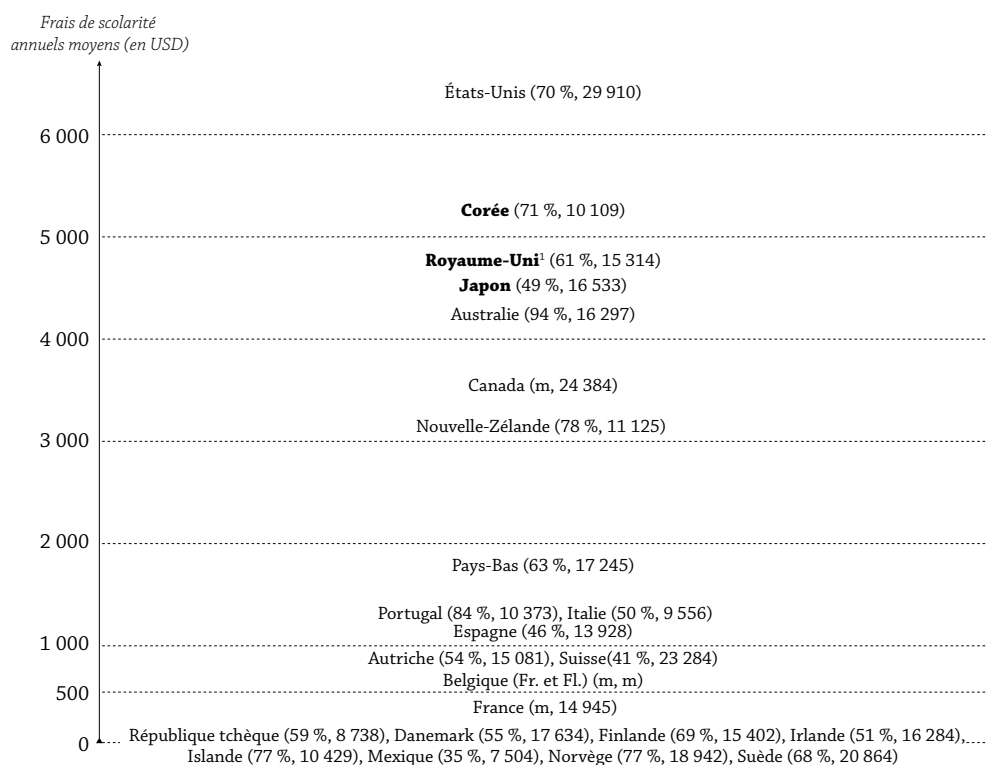 Frais de scolarité
annuels moyens (en USD)
États-Unis (70 %, 29 910)
6 000
Corée (71 %, 10 109)
5 000
Royaume-Uni¹ (61 %, 15 314)
Japon (49 %, 16 533)
Australie (94 %, 16 297)
4 000
Canada (m, 24 384)
Nouvelle-Zélande (78 %, 11 125)
3 000
2 000
Pays-Bas (63 %, 17 245)
Portugal (84 %, 10 373), Italie (50 %, 9 556)
Espagne (46 %, 13 928)
1 000
Autriche (54 %, 15 081), Suisse(41 %, 23 284)
Belgique (Fr. et Fl.) (m, m)
500
France (m, 14 945)
0
République tchèque (59 %, 8 738), Danemark (55 %, 17 634), Finlande (69 %, 15 402), Irlande (51 %, 16 284),
Islande (77 %, 10 429), Mexique (35 %, 7 504), Norvège (77 %, 18 942), Suède (68 %, 20 864)